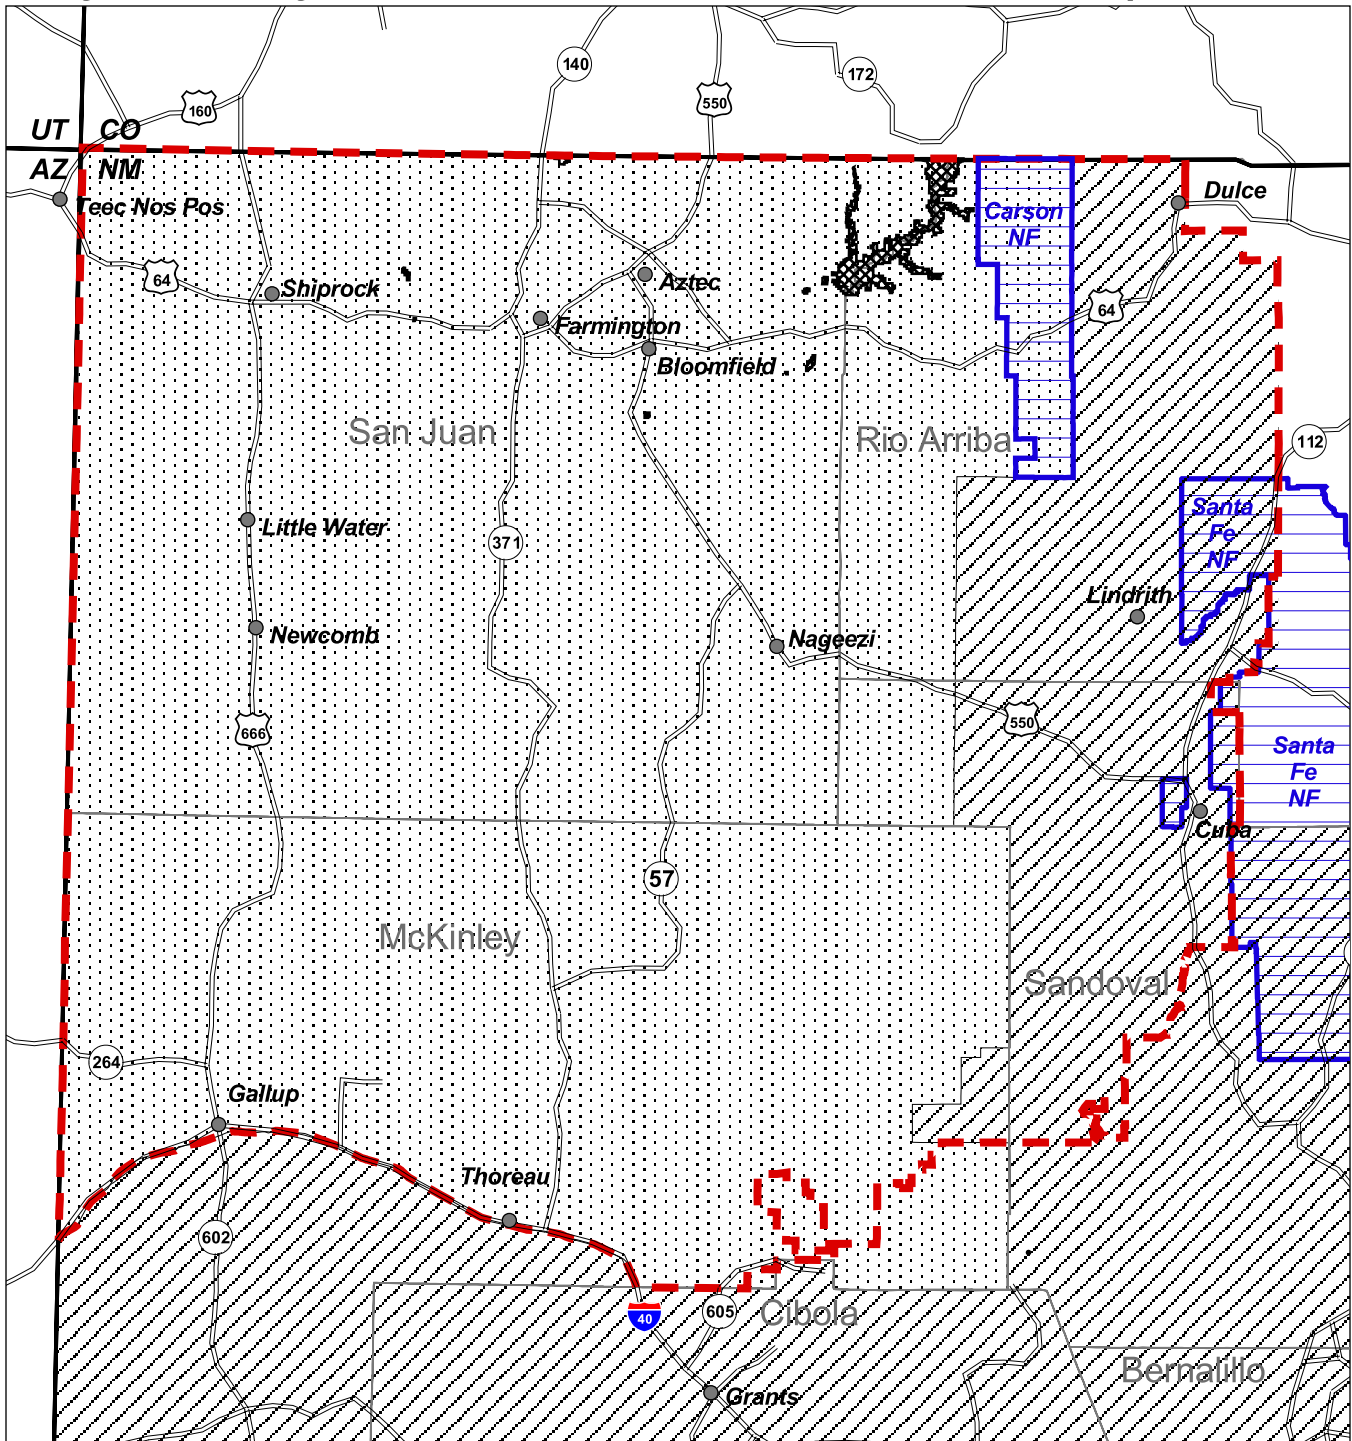 140
172
160
550
UT CO
AZ NM
Teec Nos Pos
Dulce
Carson
NF
64
Shiprock
Aztec
64
Farmington
Bloomfield
San Juan
Rio Arriba
112
Santa
Fe
NF
Little Water
371
Lindrith
Newcomb
Nageezi
550
666
Santa
Fe
NF
Cuba
57
McKinley
Sandoval
264
Gallup
Thoreau
602
605
Cibola
40
Bernalillo
Grants